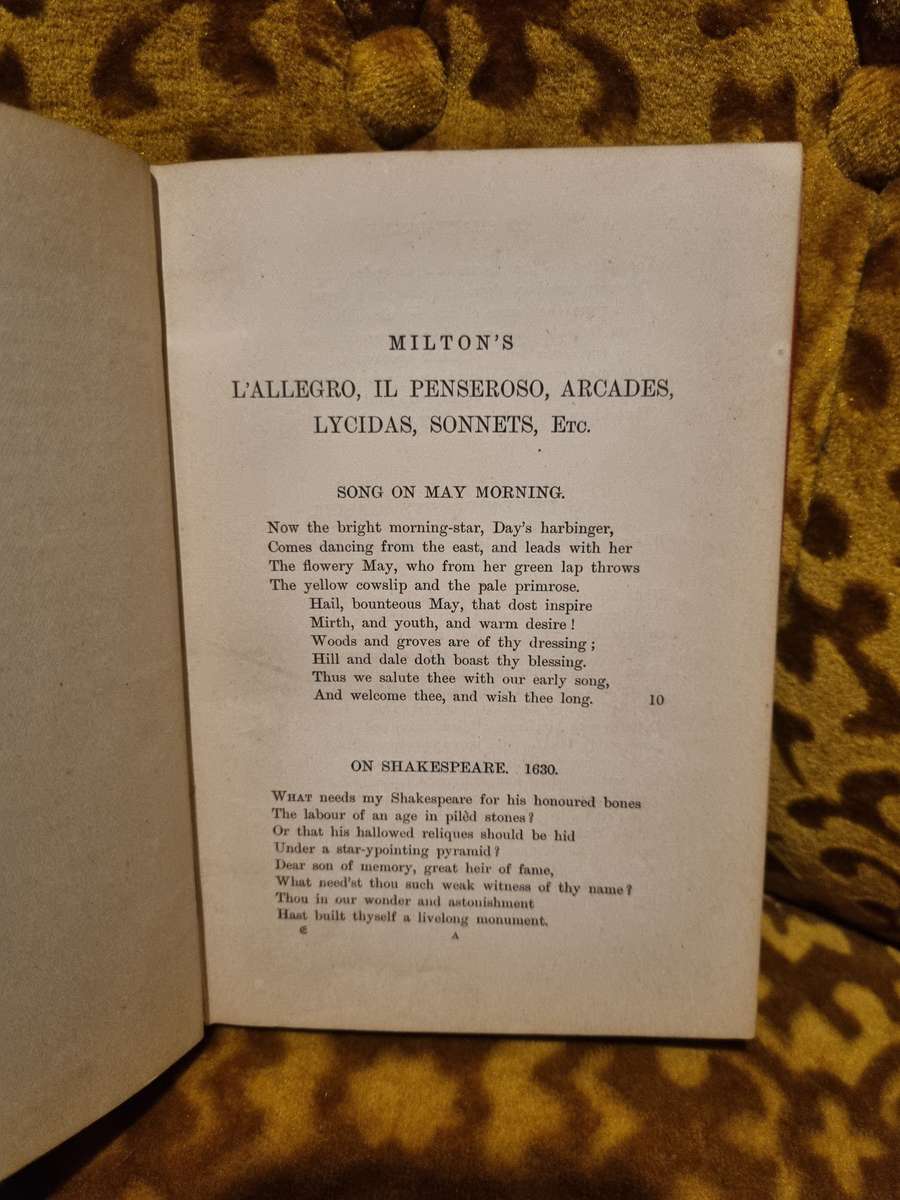 MILTON'S
L'ALLEGRO, IL PENSEROSO, ARCADES,
LYCIDAS, SONNETS, Etc.
SONG ON MAY MORNING.
Now the bright morning-star, Day's harbinger,
Comes dancing from the east, and leads with her
The flowery May, who from her green lap throws
The yellow cowslip and the pale primrose.
Hail, bounteous May, that dost inspire
Mirth, and youth, and warm desire!
Woods and groves are of thy dressing;
Hill and dale doth boast thy blessing.
Thus we salute thee with our early song,
And welcome thee, and wish thee long. 10
ON SHAKESPEARE. 1630.
What needs my Shakespeare for his honoured bones
The labour of an age in pilèd stones?
Or that his hallowed reliques should be hid
Under a star-ypointing pyramid?
Dear son of memory, great heir of fame,
What need'st thou such weak witness of thy name?
Thou in our wonder and astonishment
Hast built thyself a livelong monument.
A